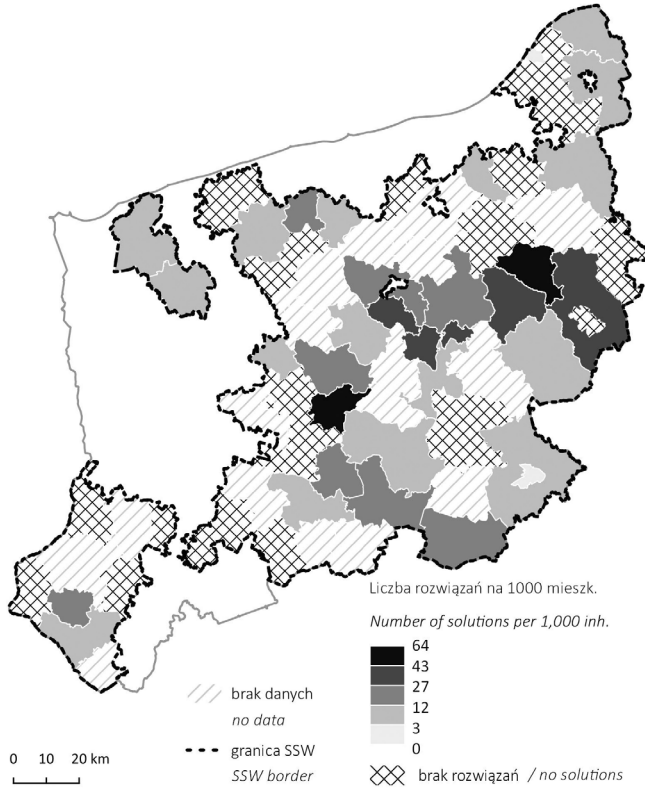 Liczba rozwiązań na 1000 mieszk.
Number of solutions per 1,000 inh.
64
43
27
12
3
0
brak rozwiązań / no solutions
brak danych
no data
granica SSW
SSW border
0 10 20 km